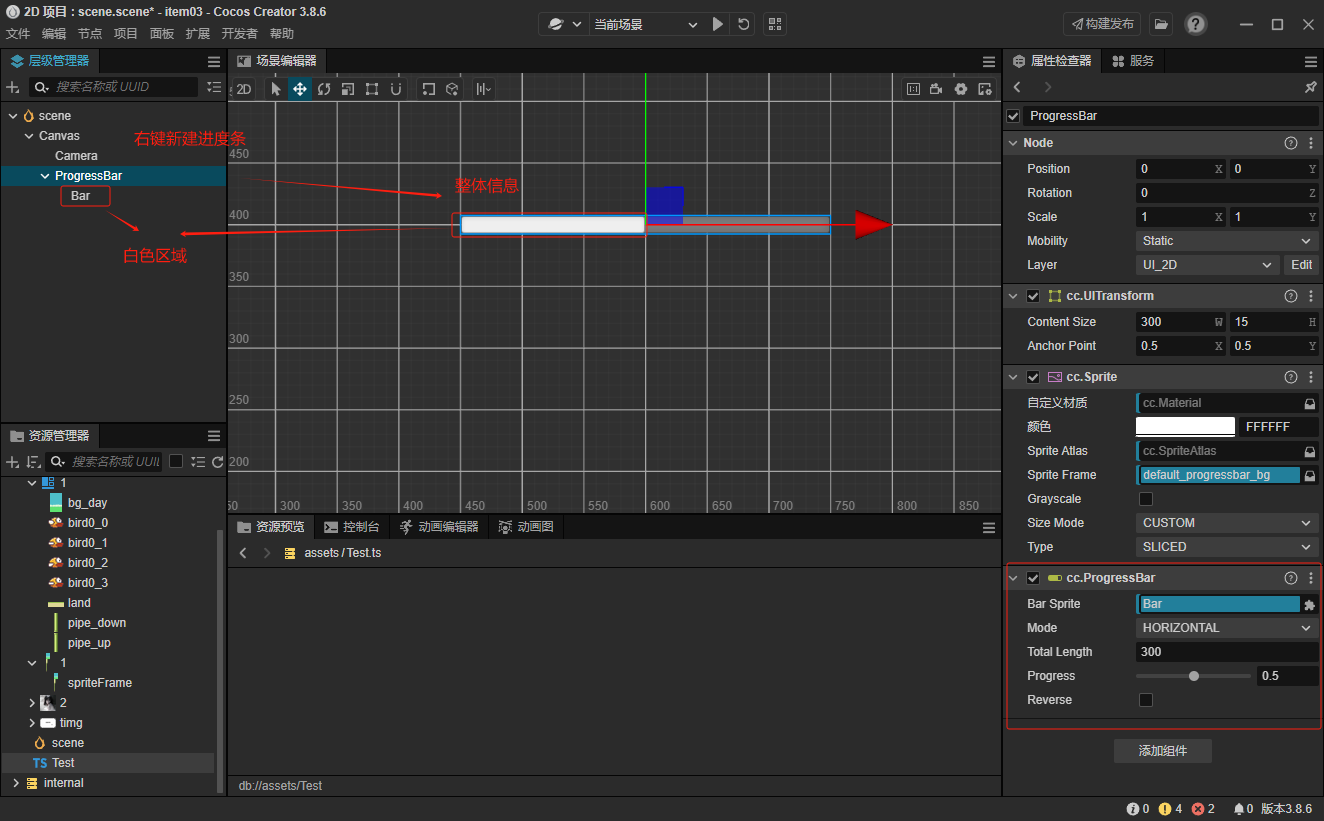 2D 项目 : scene.scene* - item03 - Cocos Creator 3.8.6
文件 编辑 节点 项目 面板 扩展 开发者 帮助
当前场景
构建发布
层级管理器
搜索名称或 UUID
scene
Canvas
Camera
ProgressBar
Bar
右键新建进度条
白色区域
资源管理器
搜索名称或 UUI
1
bg_day
bird0_0
bird0_1
bird0_2
bird0_3
land
pipe_down
pipe_up
1
spriteFrame
2
timg
scene
TS Test
internal
场景编辑器
2D
整体信息
450
400
350
300
250
200
50 300 350 400 450 500 550 600 650 700 750 800 850
资源预览 控制台 动画编辑器 动画图
assets / Test.ts
db://assets/Test
属性检查器 服务
ProgressBar
Node
Position 0 X 0 Y
Rotation 0 Z
Scale 1 X 1 Y
Mobility Static
Layer UI_2D Edit
cc.UITransform
Content Size 300 W 15 H
Anchor Point 0.5 X 0.5 Y
cc.Sprite
自定义材质 cc.Material
颜色 FFFFFF
Sprite Atlas cc.SpriteAtlas
Sprite Frame default_progressbar_bg
Grayscale
Size Mode CUSTOM
Type SLICED
cc.ProgressBar
Bar Sprite Bar
Mode HORIZONTAL
Total Length 300
Progress 0.5
Reverse
添加组件
0 4 2 0 版本3.8.6